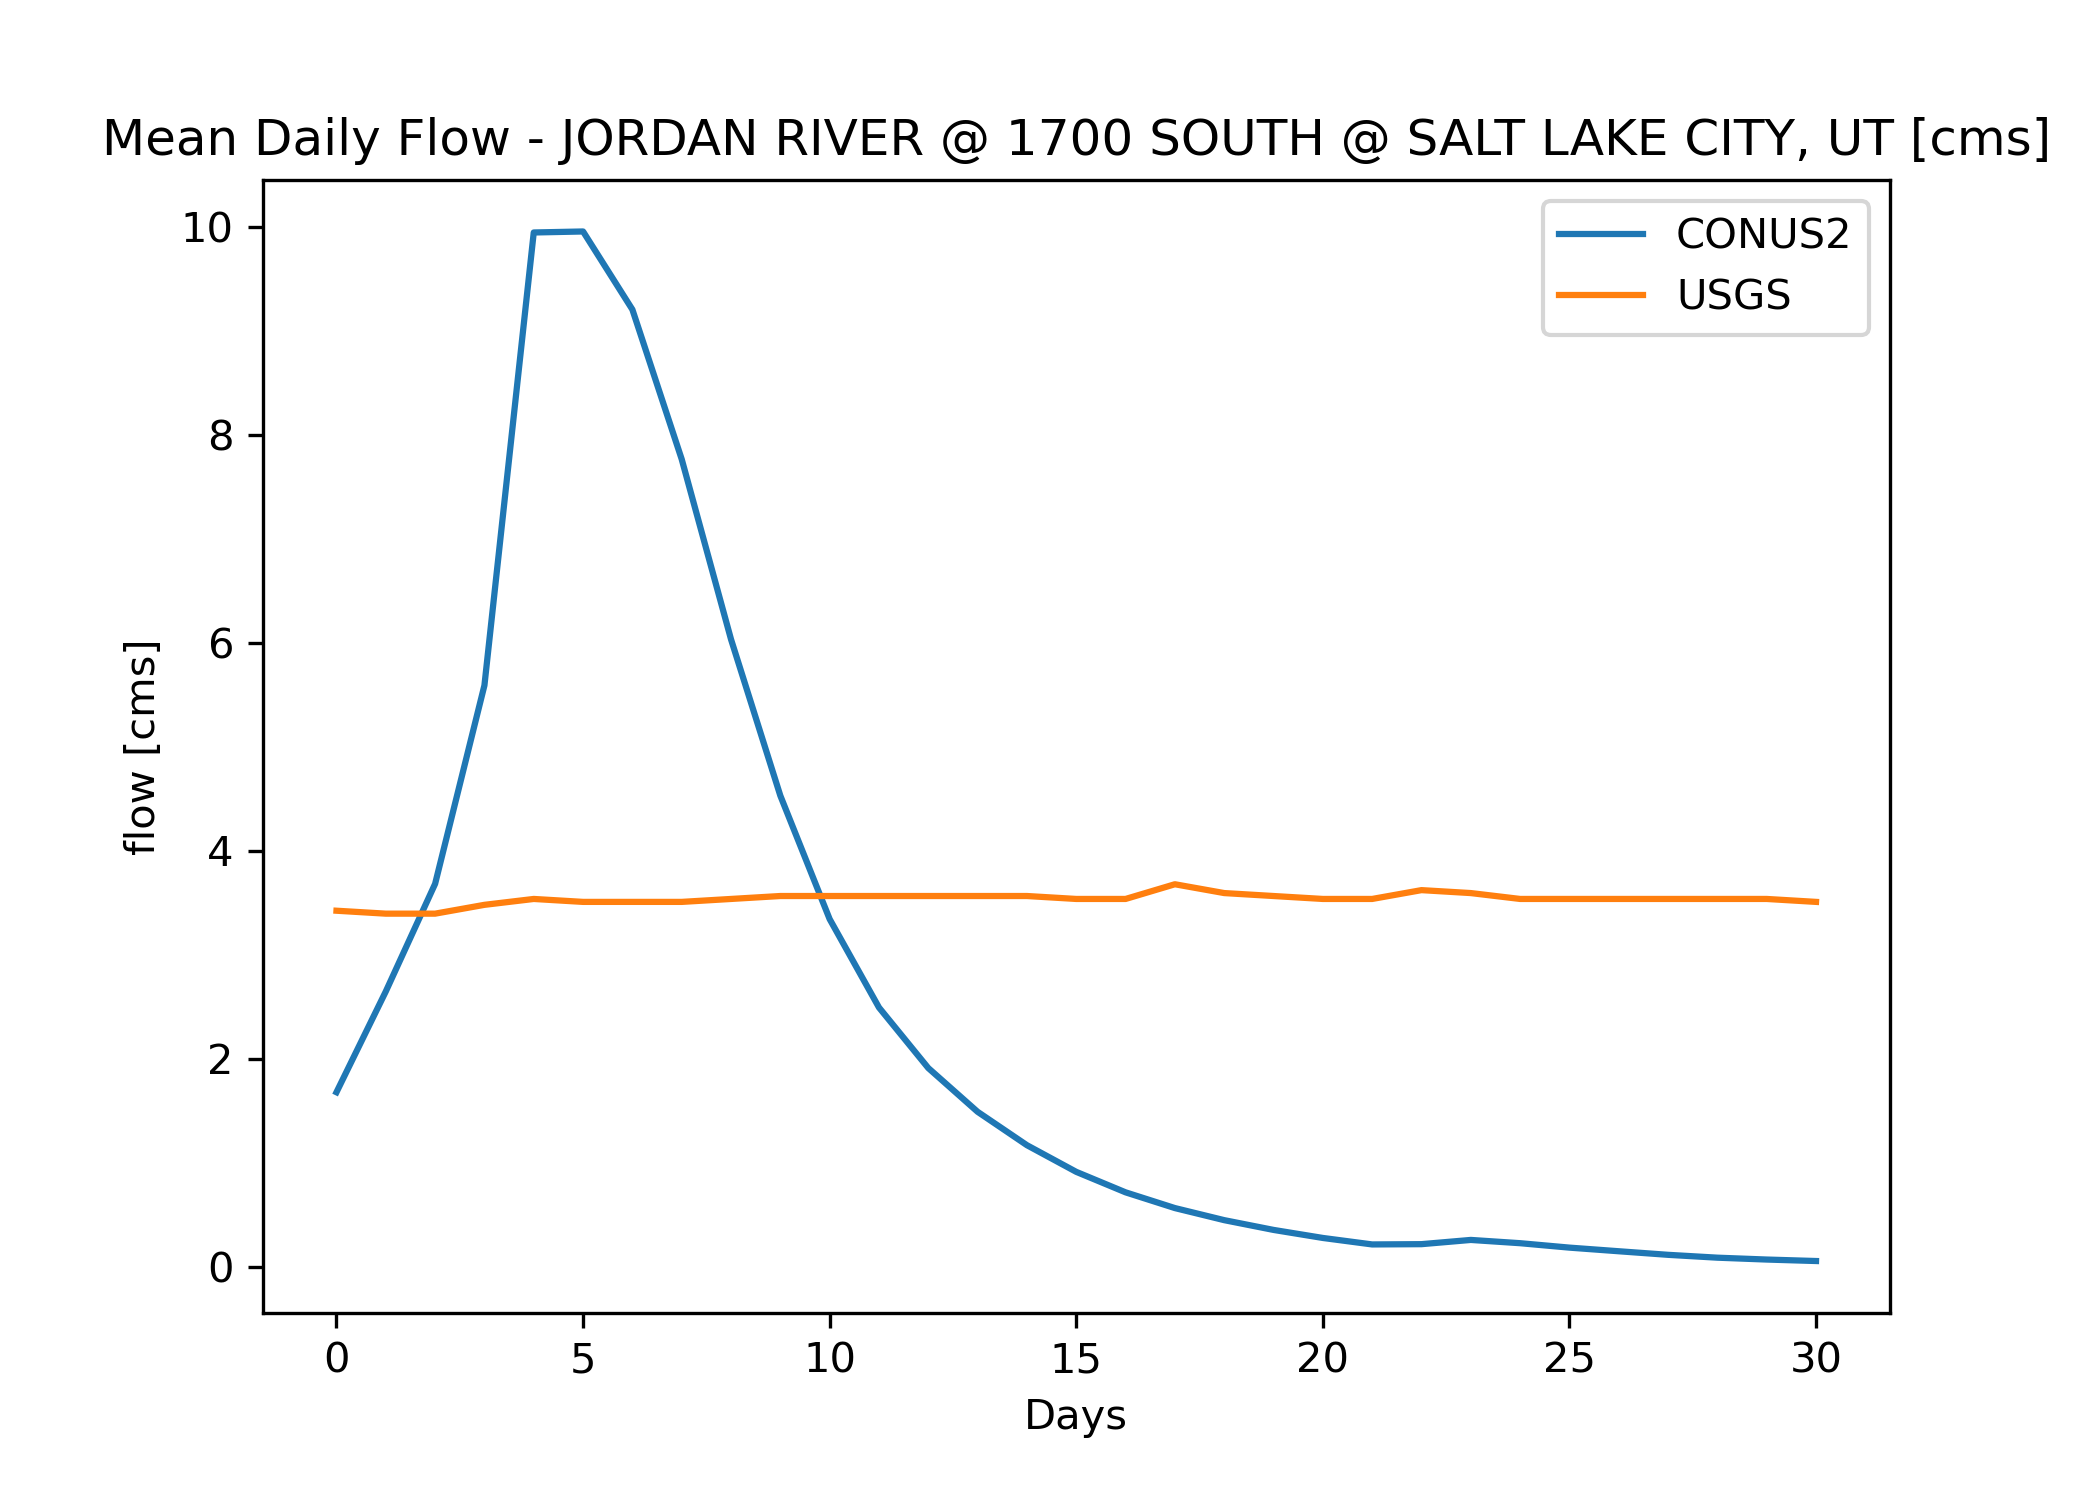 Mean Daily Flow - JORDAN RIVER @ 1700 SOUTH @ SALT LAKE CITY, UT [cms]
CONUS2
USGS
flow [cms]
10
8
6
4
2
0
0 5 10 15 20 25 30
Days